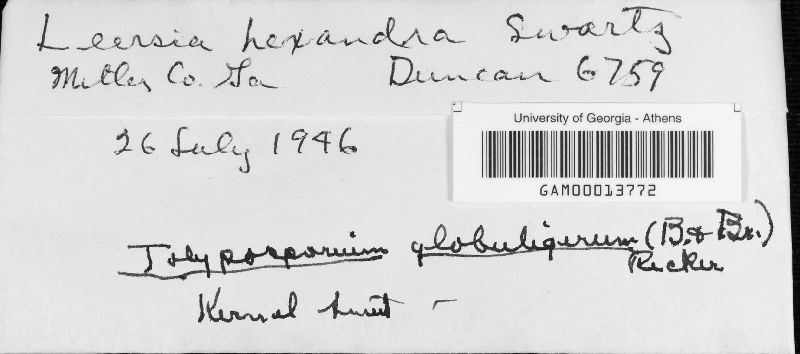 Leersia hexandra Swartz
Miller Co. Ga Duncan 6759
University of Georgia - Athens
GAM00013772
26 July 1946
Tolyposporium globuligerum (B. & Br.)
Ricker
Kernel smut -